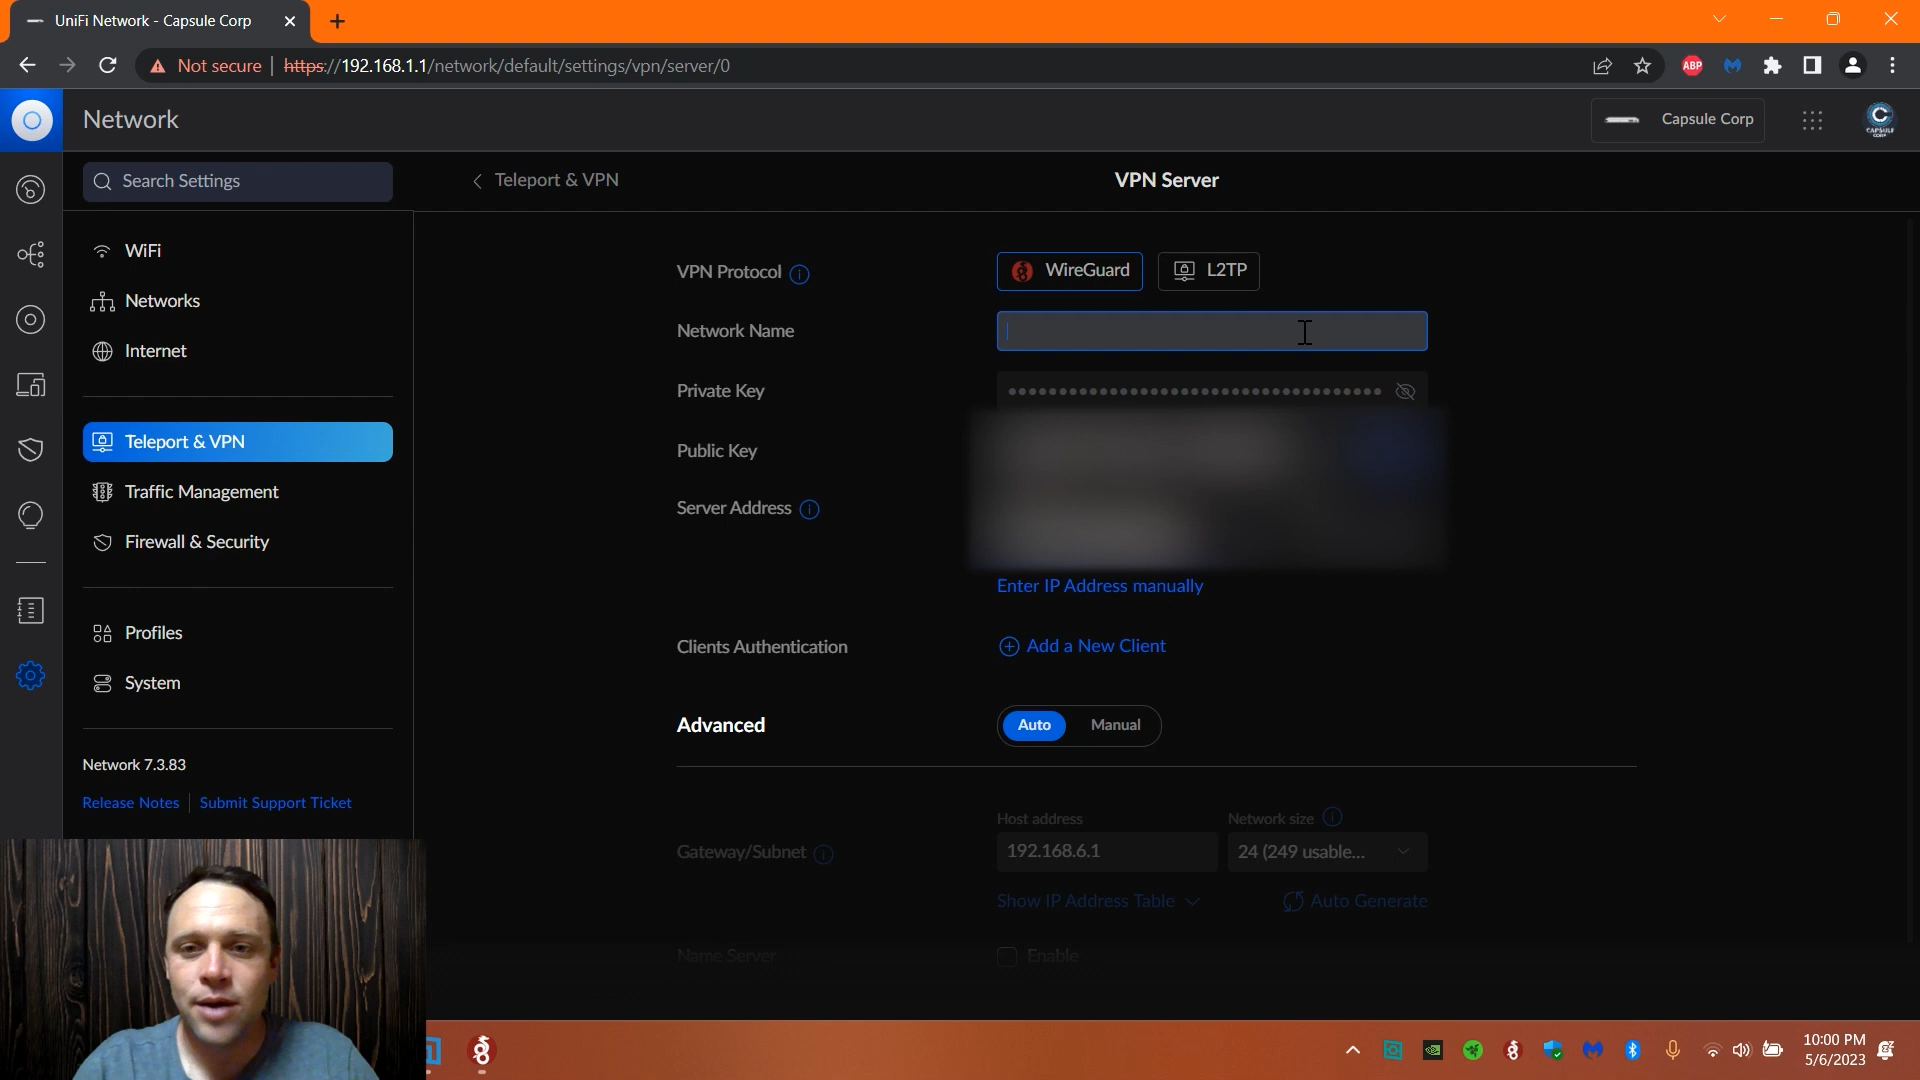 UniFi Network - Capsule Corp
Not secure
https://192.168.1.1/network/default/settings/vpn/server/0
ABP
Network
Capsule Corp
CAPSULE
CORP
Search Settings
Teleport & VPN
VPN Server
WiFi
Networks
Internet
Teleport & VPN
Traffic Management
Firewall & Security
Profiles
System
Network 7.3.83
Release Notes
Submit Support Ticket
VPN Protocol
WireGuard
L2TP
Network Name
Private Key
Public Key
Server Address
Enter IP Address manually
Clients Authentication
Add a New Client
Advanced
Auto
Manual
Host address
Network size
Gateway/Subnet
192.168.6.1
24 (249 usable...
Show IP Address Table
Auto Generate
Name Server
Enable
10:00 PM
5/6/2023